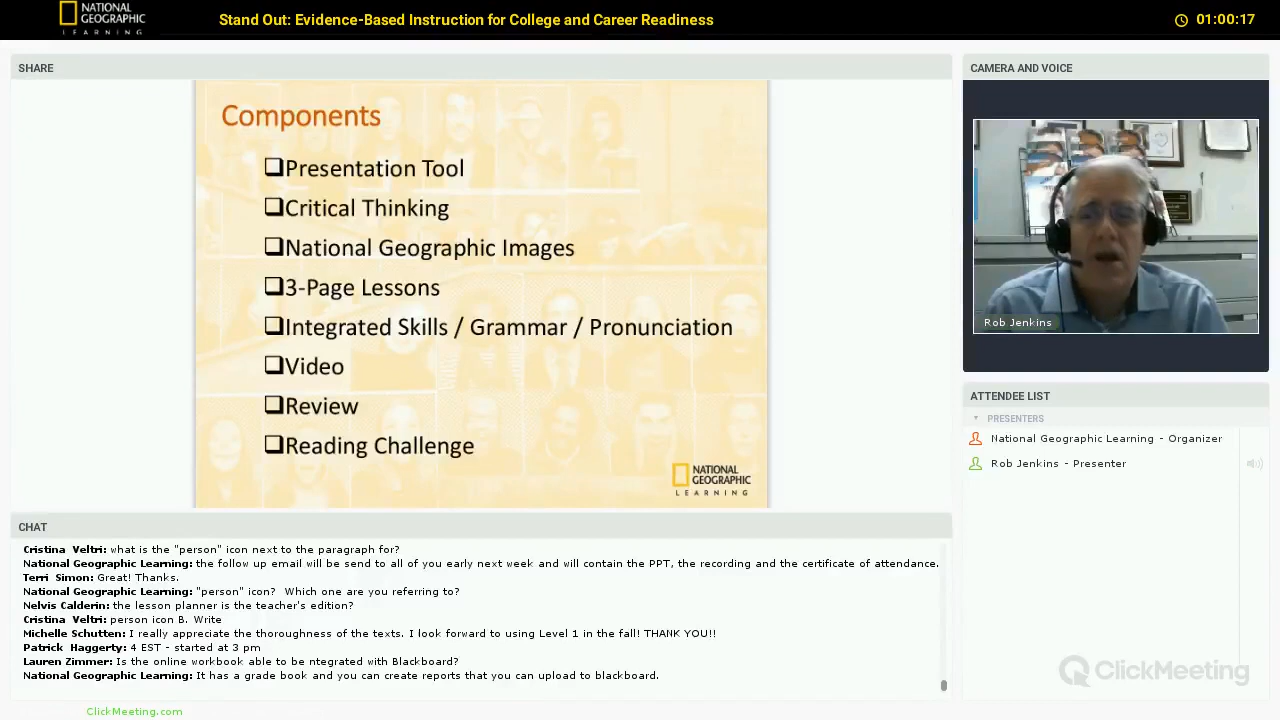 NATIONAL
GEOGRAPHIC
LEARNING
Stand Out: Evidence-Based Instruction for College and Career Readiness
01:00:17
SHARE
Components
❑Presentation Tool
❑Critical Thinking
❑National Geographic Images
❑3-Page Lessons
❑Integrated Skills / Grammar / Pronunciation
❑Video
❑Review
❑Reading Challenge
NATIONAL
GEOGRAPHIC
LEARNING
CAMERA AND VOICE
Rob Jenkins
ATTENDEE LIST
PRESENTERS
National Geographic Learning - Organizer
Rob Jenkins - Presenter
CHAT
Cristina Veltri: what is the "person" icon next to the paragraph for?
National Geographic Learning: the follow up email will be send to all of you early next week and will contain the PPT, the recording and the certificate of attendance.
Terri Simon: Great! Thanks.
National Geographic Learning: "person" icon? Which one are you referring to?
Nelvis Calderin: the lesson planner is the teacher's edition?
Cristina Veltri: person icon B. Write
Michelle Schutten: I really appreciate the thoroughness of the texts. I look forward to using Level 1 in the fall! THANK YOU!!
Patrick Haggerty: 4 EST - started at 3 pm
Lauren Zimmer: Is the online workbook able to be ntegrated with Blackboard?
National Geographic Learning: It has a grade book and you can create reports that you can upload to blackboard.
ClickMeeting
ClickMeeting.com